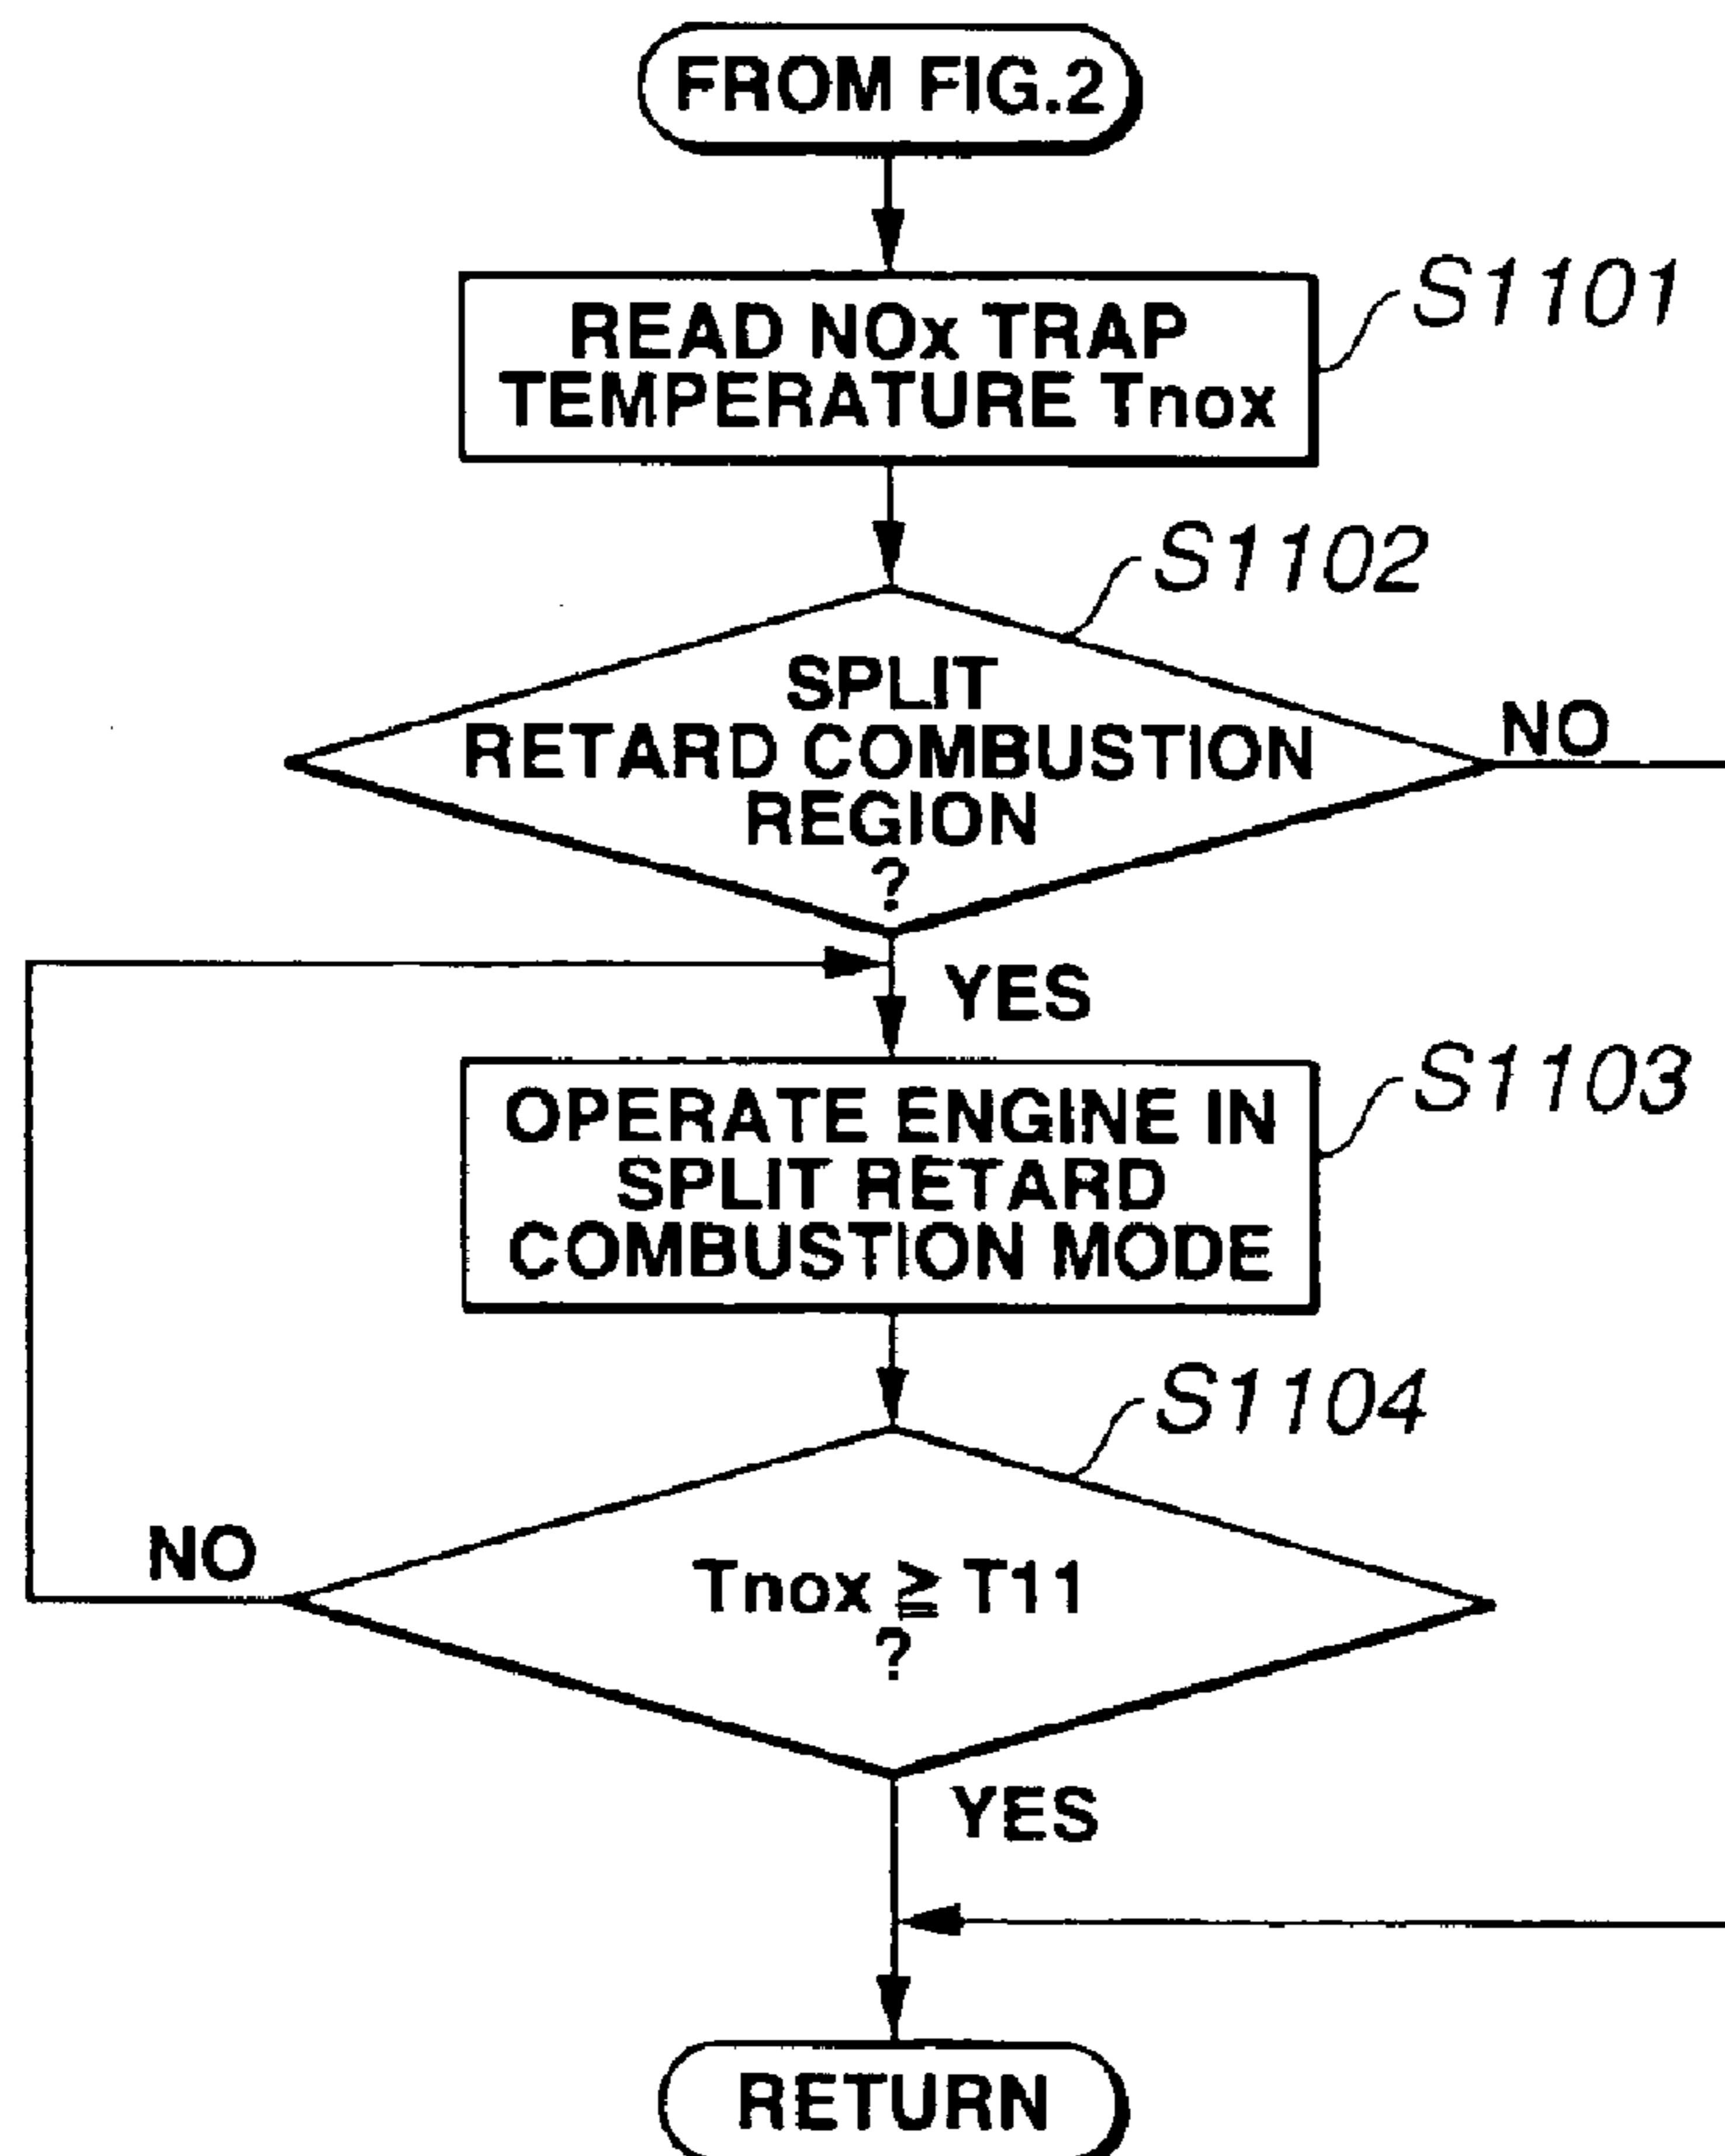 FROM FIG.2
READ NOx TRAP
TEMPERATURE Tnox
S1101
S1102
SPLIT
RETARD COMBUSTION
REGION
?
NO
YES
OPERATE ENGINE IN
SPLIT RETARD
COMBUSTION MODE
S1103
S1104
Tnox ≧ T11
?
NO
YES
RETURN